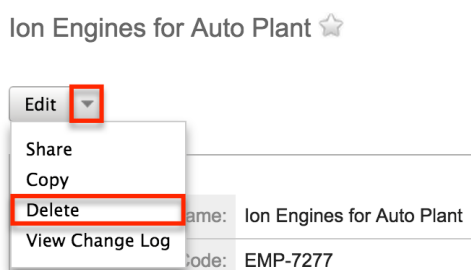 Ion Engines for Auto Plant
Edit
Share
Copy
Delete
View Change Log
ame: Ion Engines for Auto Plant
Code: EMP-7277